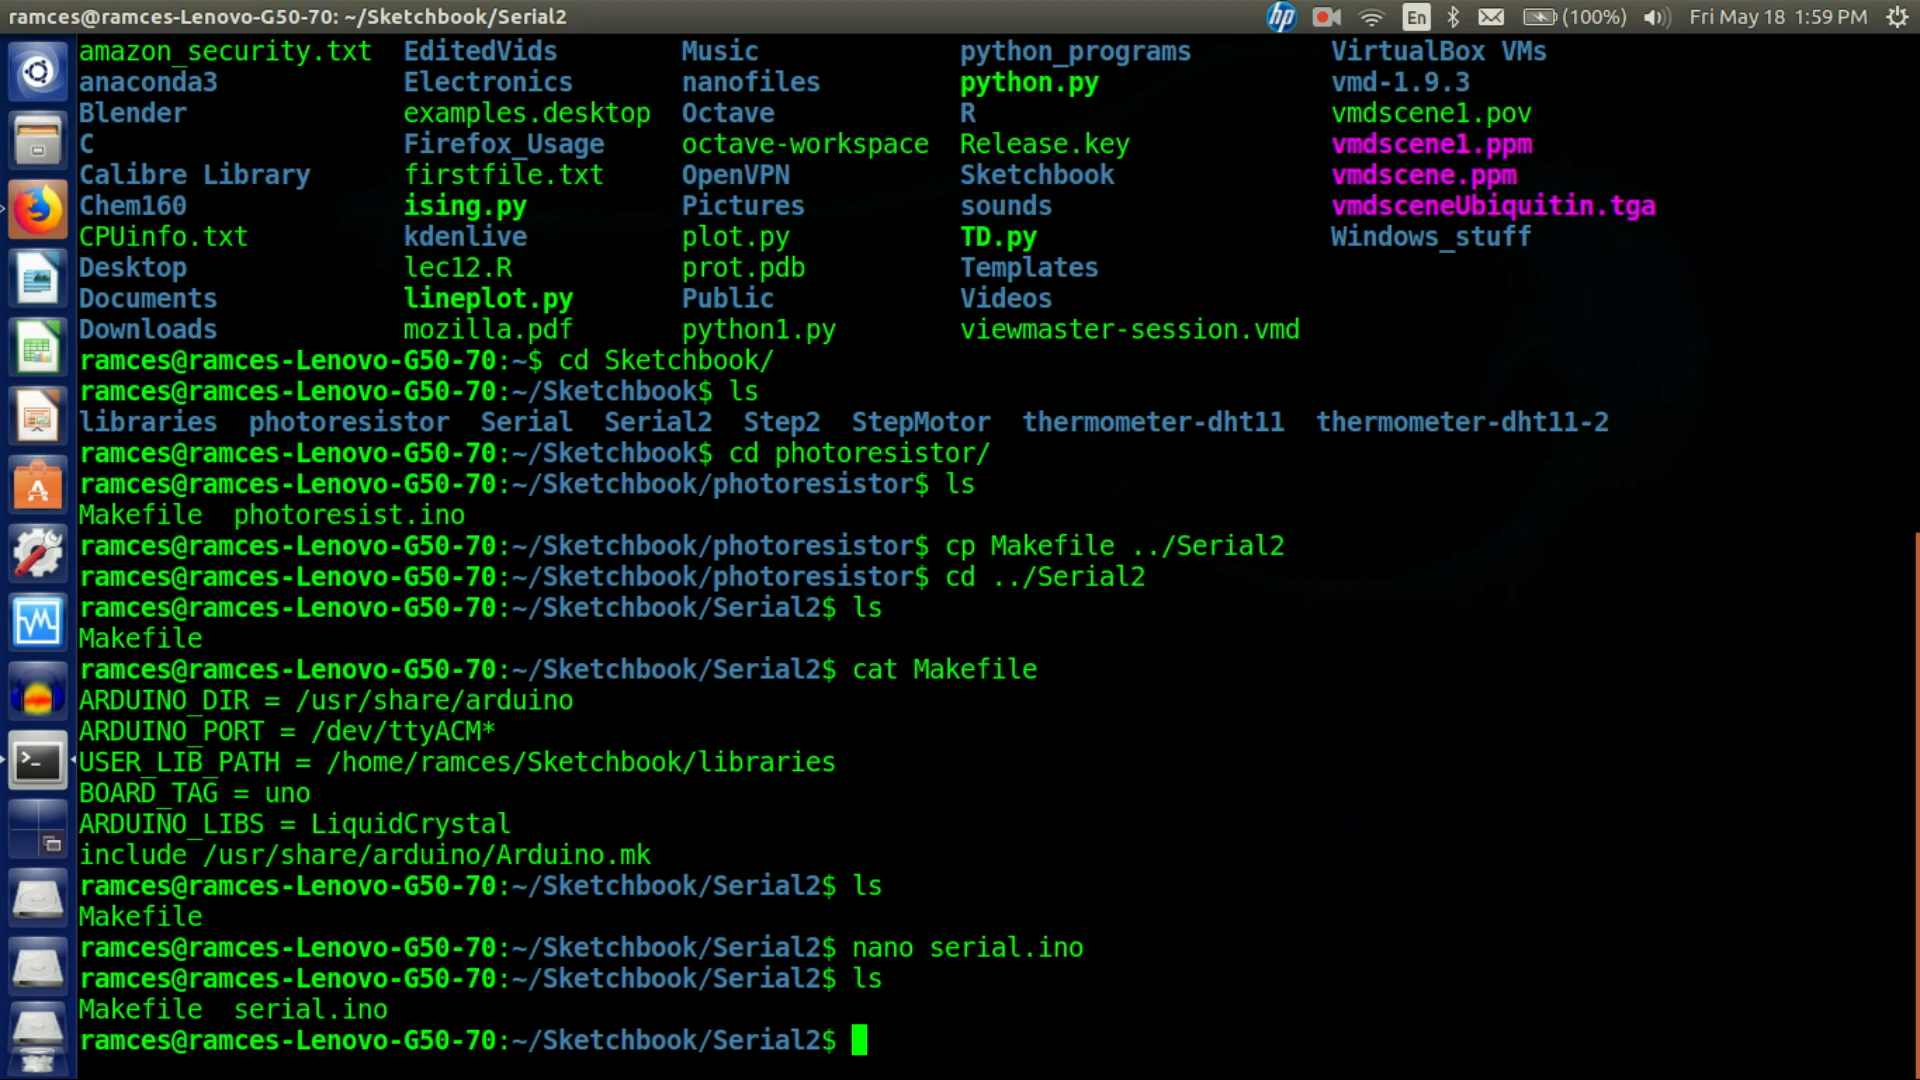 ramces@ramces-Lenovo-G50-70: ~/Sketchbook/Serial2 hp En (100%) Fri May 18 1:59 PM
amazon_security.txt EditedVids Music python_programs VirtualBox VMs
anaconda3 Electronics nanofiles python.py vmd-1.9.3
Blender examples.desktop Octave R vmdscene1.pov
C Firefox_Usage octave-workspace Release.key vmdscene1.ppm
Calibre Library firstfile.txt OpenVPN Sketchbook vmdscene.ppm
Chem160 ising.py Pictures sounds vmdsceneUbiquitin.tga
CPUinfo.txt kdenlive plot.py TD.py Windows_stuff
Desktop lec12.R prot.pdb Templates
Documents lineplot.py Public Videos
Downloads mozilla.pdf python1.py viewmaster-session.vmd
ramces@ramces-Lenovo-G50-70:~$ cd Sketchbook/
ramces@ramces-Lenovo-G50-70:~/Sketchbook$ ls
libraries photoresistor Serial Serial2 Step2 StepMotor thermometer-dht11 thermometer-dht11-2
ramces@ramces-Lenovo-G50-70:~/Sketchbook$ cd photoresistor/
ramces@ramces-Lenovo-G50-70:~/Sketchbook/photoresistor$ ls
Makefile photoresist.ino
ramces@ramces-Lenovo-G50-70:~/Sketchbook/photoresistor$ cp Makefile ../Serial2
ramces@ramces-Lenovo-G50-70:~/Sketchbook/photoresistor$ cd ../Serial2
ramces@ramces-Lenovo-G50-70:~/Sketchbook/Serial2$ ls
Makefile
ramces@ramces-Lenovo-G50-70:~/Sketchbook/Serial2$ cat Makefile
ARDUINO_DIR = /usr/share/arduino
ARDUINO_PORT = /dev/ttyACM*
USER_LIB_PATH = /home/ramces/Sketchbook/libraries
BOARD_TAG = uno
ARDUINO_LIBS = LiquidCrystal
include /usr/share/arduino/Arduino.mk
ramces@ramces-Lenovo-G50-70:~/Sketchbook/Serial2$ ls
Makefile
ramces@ramces-Lenovo-G50-70:~/Sketchbook/Serial2$ nano serial.ino
ramces@ramces-Lenovo-G50-70:~/Sketchbook/Serial2$ ls
Makefile serial.ino
ramces@ramces-Lenovo-G50-70:~/Sketchbook/Serial2$